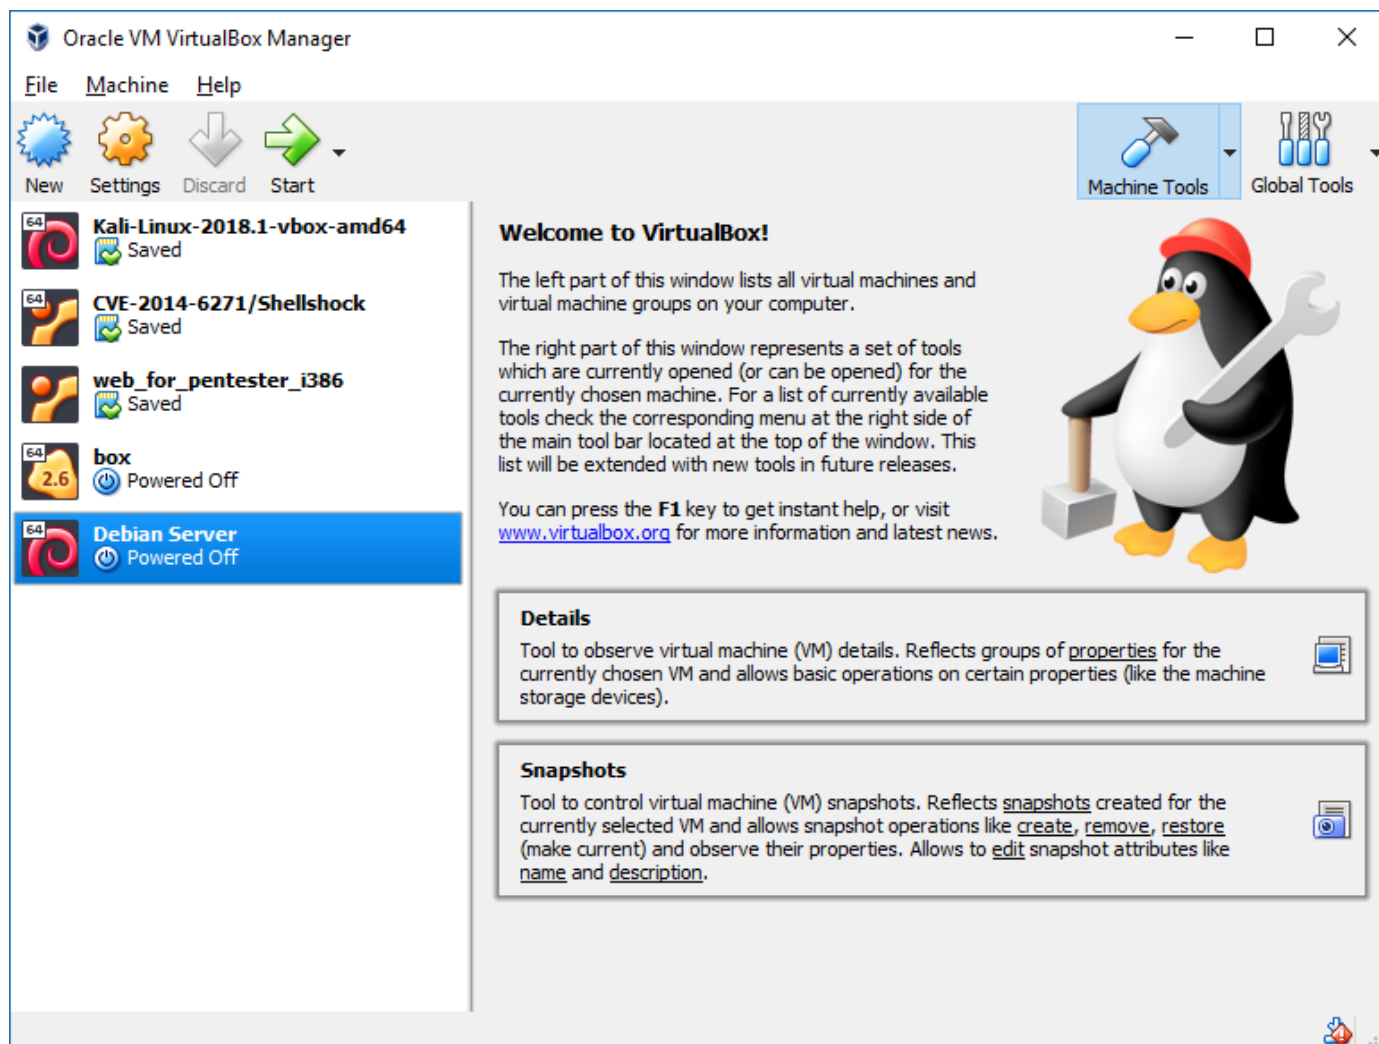 Oracle VM VirtualBox Manager
File Machine Help
New Settings Discard Start Machine Tools Global Tools
64 Kali-Linux-2018.1-vbox-amd64
Saved
64 CVE-2014-6271/Shellshock
Saved
web_for_pentester_i386
Saved
64 2.6 box
Powered Off
64 Debian Server
Powered Off
Welcome to VirtualBox!
The left part of this window lists all virtual machines and
virtual machine groups on your computer.
The right part of this window represents a set of tools
which are currently opened (or can be opened) for the
currently chosen machine. For a list of currently available
tools check the corresponding menu at the right side of
the main tool bar located at the top of the window. This
list will be extended with new tools in future releases.
You can press the F1 key to get instant help, or visit
www.virtualbox.org for more information and latest news.
Details
Tool to observe virtual machine (VM) details. Reflects groups of properties for the
currently chosen VM and allows basic operations on certain properties (like the machine
storage devices).
Snapshots
Tool to control virtual machine (VM) snapshots. Reflects snapshots created for the
currently selected VM and allows snapshot operations like create, remove, restore
(make current) and observe their properties. Allows to edit snapshot attributes like
name and description.